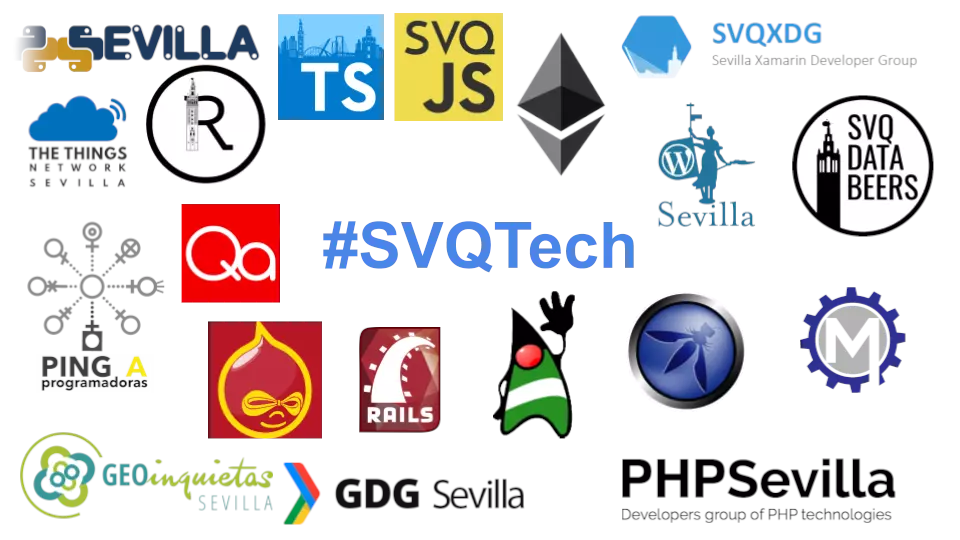 SEVILLA
TS
SVQ
JS
SVQXDG
Sevilla Xamarin Developer Group
THE THINGS
NETWORK
SEVILLA
R
W
Sevilla
SVQ
DATA
BEERS
Qa
#SVQTech
PING A
programadoras
RAILS
M
GEOinquietas
SEVILLA
GDG Sevilla
PHPSevilla
Developers group of PHP technologies